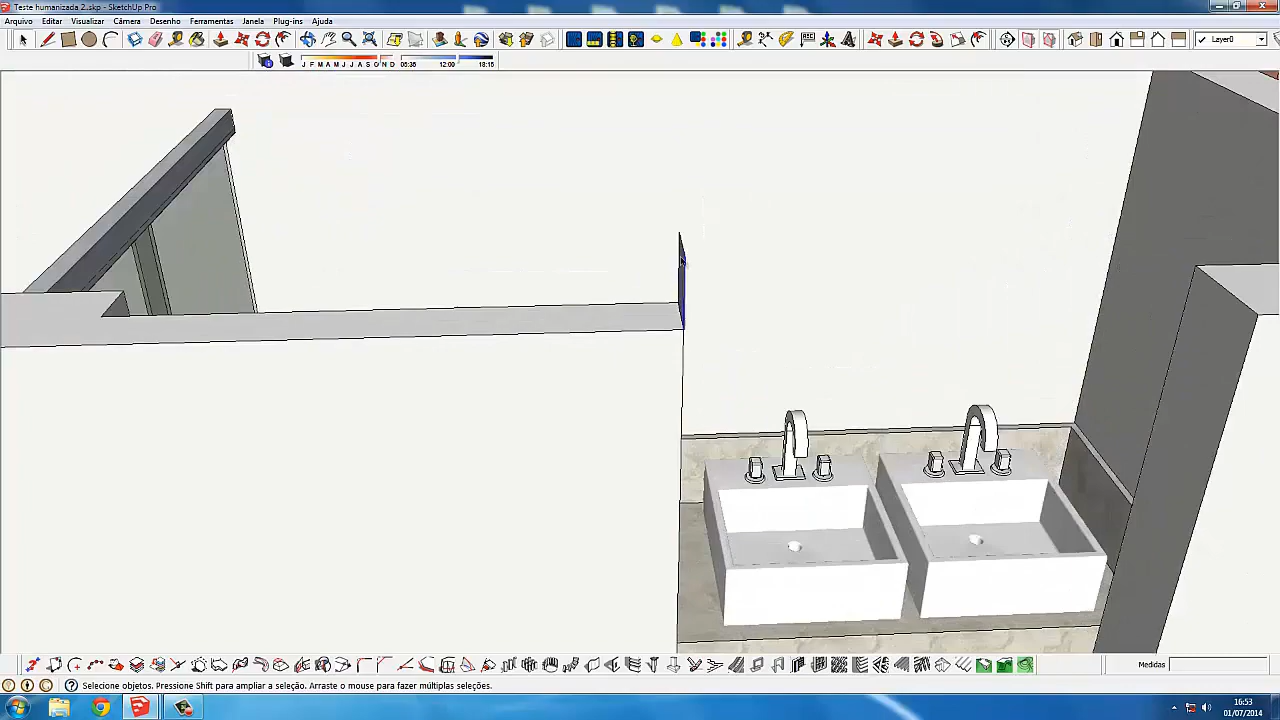 Teste humanizada 2.skp - SketchUp Pro
Arquivo Editar Visualizar Câmera Desenho Ferramentas Janela Plug-ins Ajuda
Layer0
J F M A M J J A S O N D 05:36 12:00 18:15
Medidas
Selecione objetos. Pressione Shift para ampliar a seleção. Arraste o mouse para fazer múltiplas seleções.
16:53
01/07/2014